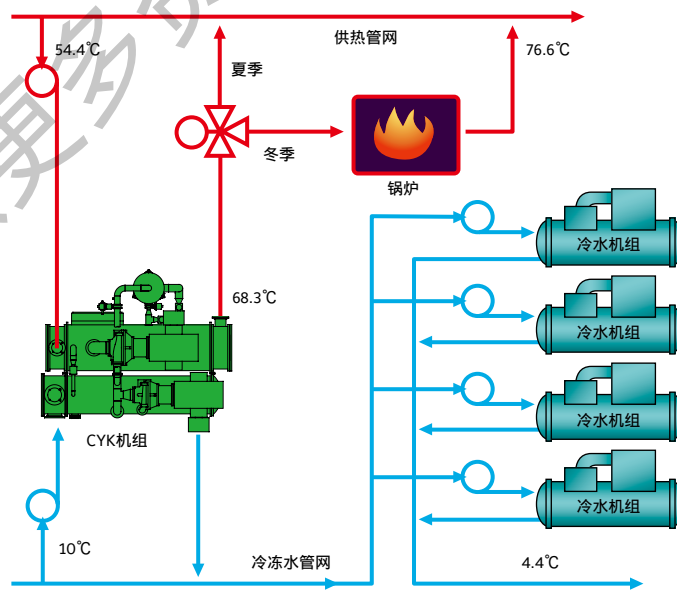 供热管网
54.4℃
76.6℃
夏季
冬季
锅炉
冷水机组
68.3℃
冷水机组
冷水机组
CYK机组
冷水机组
10℃
冷冻水管网
4.4℃
更多